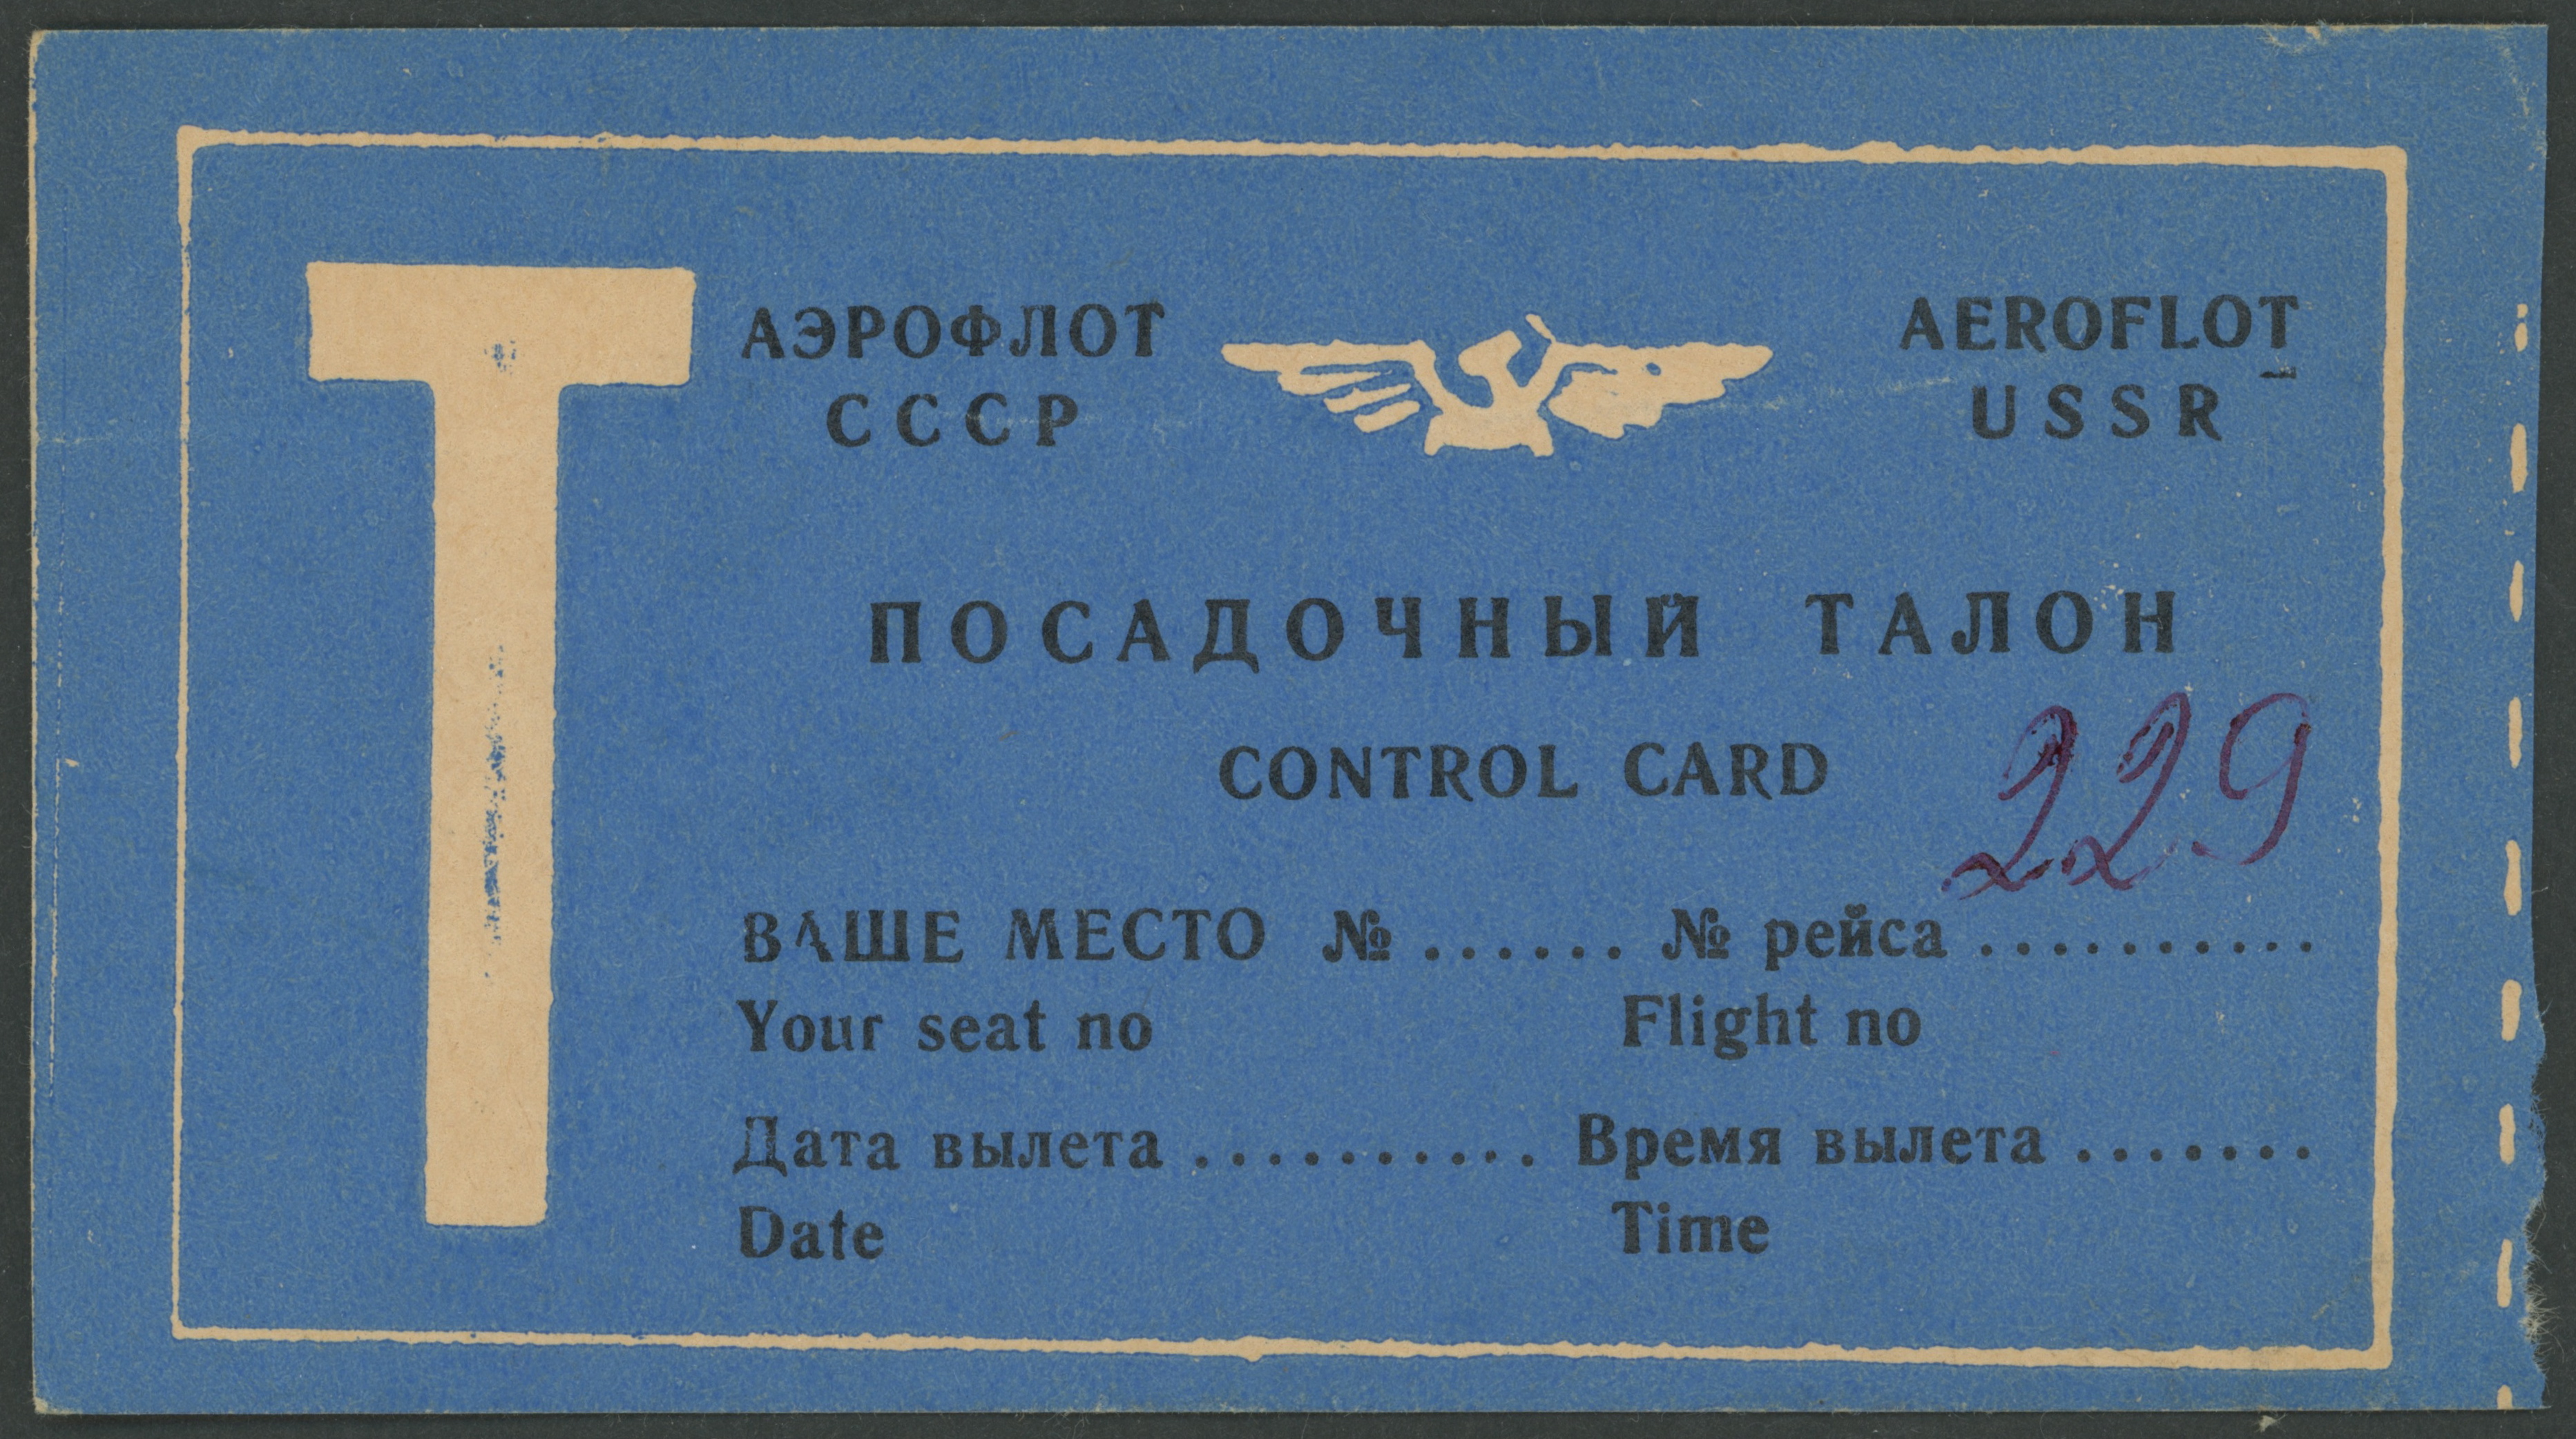 Т
АЭРОФЛОТ
СССР
AEROFLOT
USSR
ПОСАДОЧНЫЙ ТАЛОН
CONTROL CARD
229
ВАШЕ МЕСТО № ...... № рейса ..........
Your seat no Flight no
Дата вылета .......... Время вылета .......
Date Time